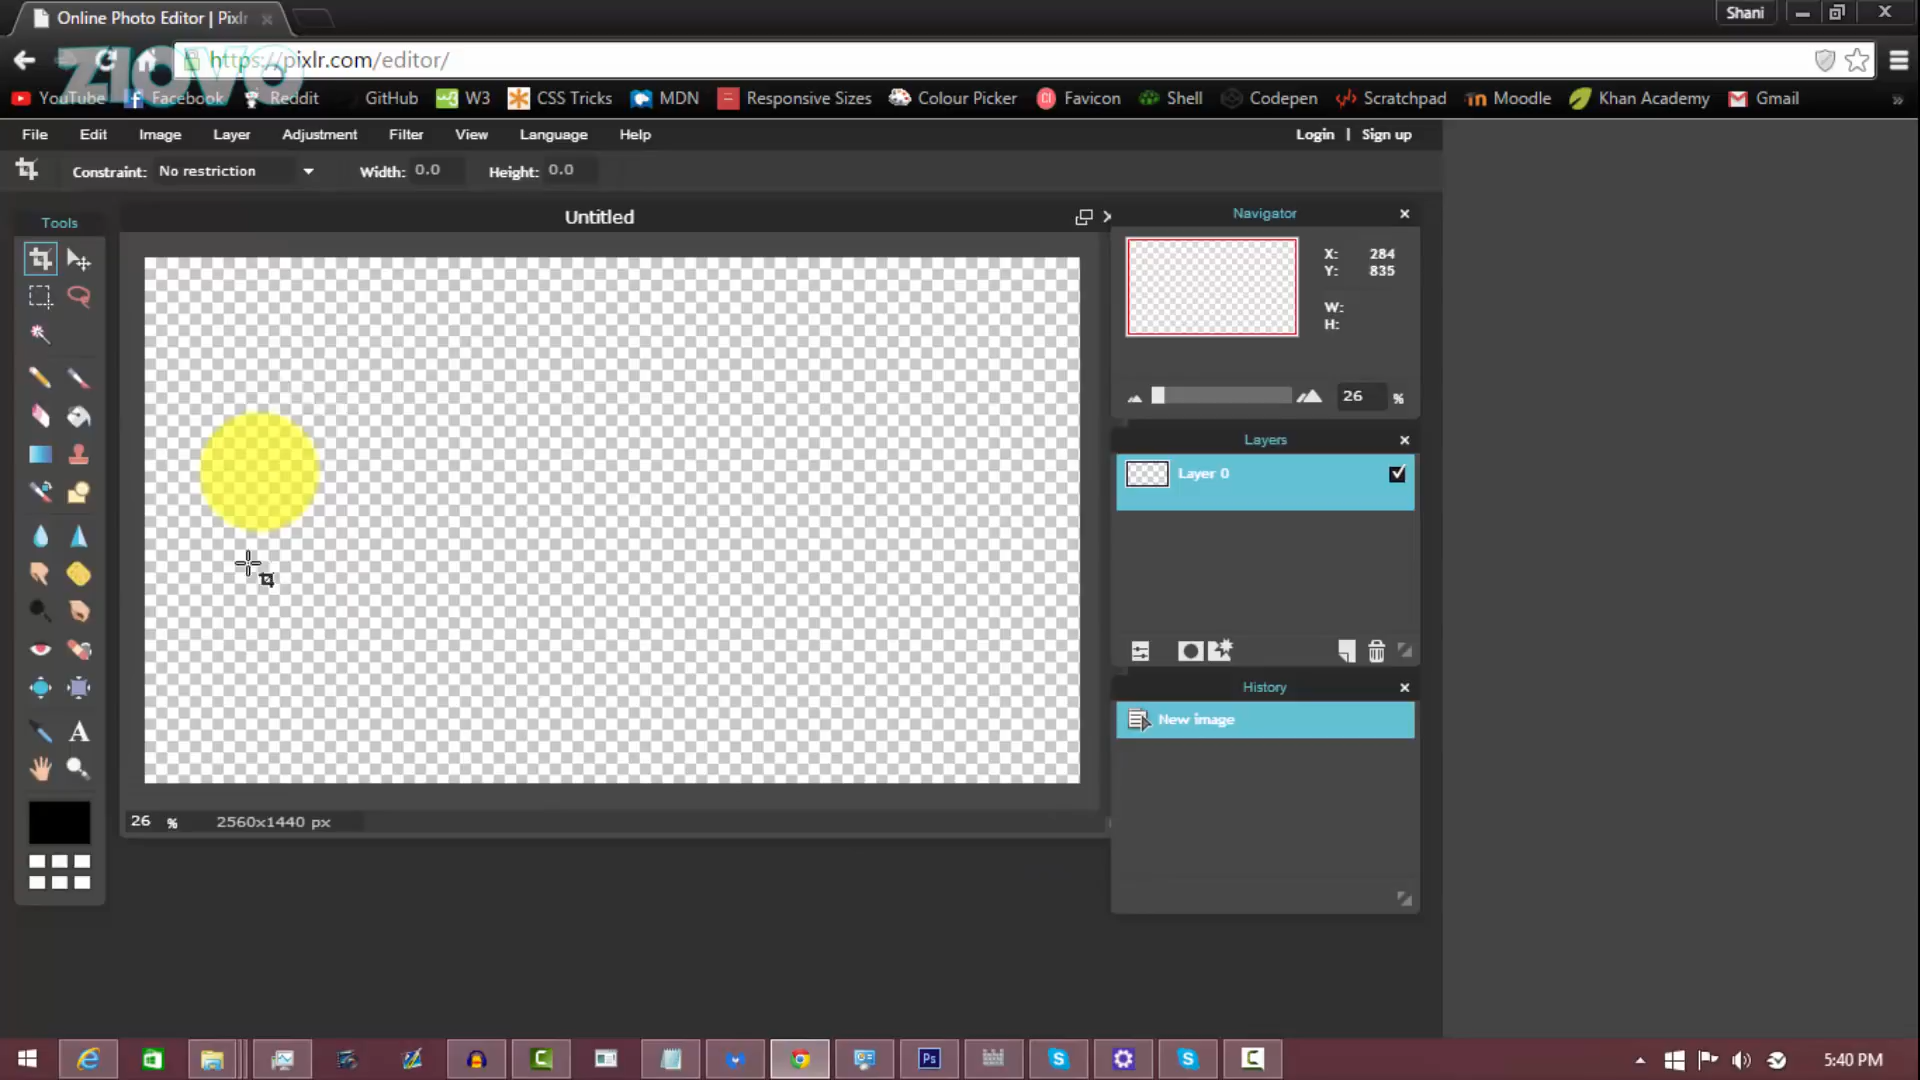 Online Photo Editor | Pixlr
Shani
zlovo
https://pixlr.com/editor/
YouTube Facebook Reddit GitHub W3 CSS Tricks MDN Responsive Sizes Colour Picker Favicon Shell Codepen Scratchpad Moodle Khan Academy Gmail »
File Edit Image Layer Adjustment Filter View Language Help Login | Sign up
Constraint: No restriction Width: 0.0 Height: 0.0
Tools
Untitled
Navigator
X: 284
Y: 835
W:
H:
26 %
Layers
Layer 0
History
New image
A
26 % 2560x1440 px
Ps
5:40 PM